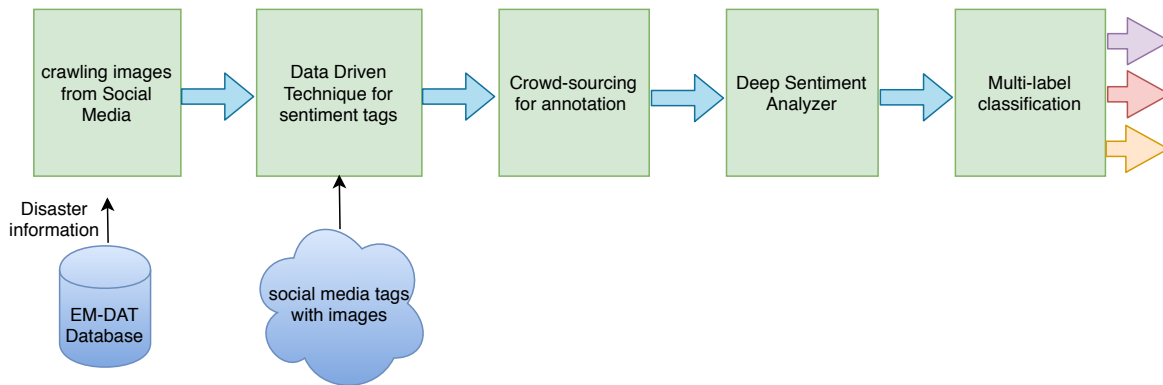 crawling images
from Social
Media
Data Driven
Technique for
sentiment tags
Crowd-sourcing
for annotation
Deep Sentiment
Analyzer
Multi-label
classification
Disaster
information
EM-DAT
Database
social media tags
with images